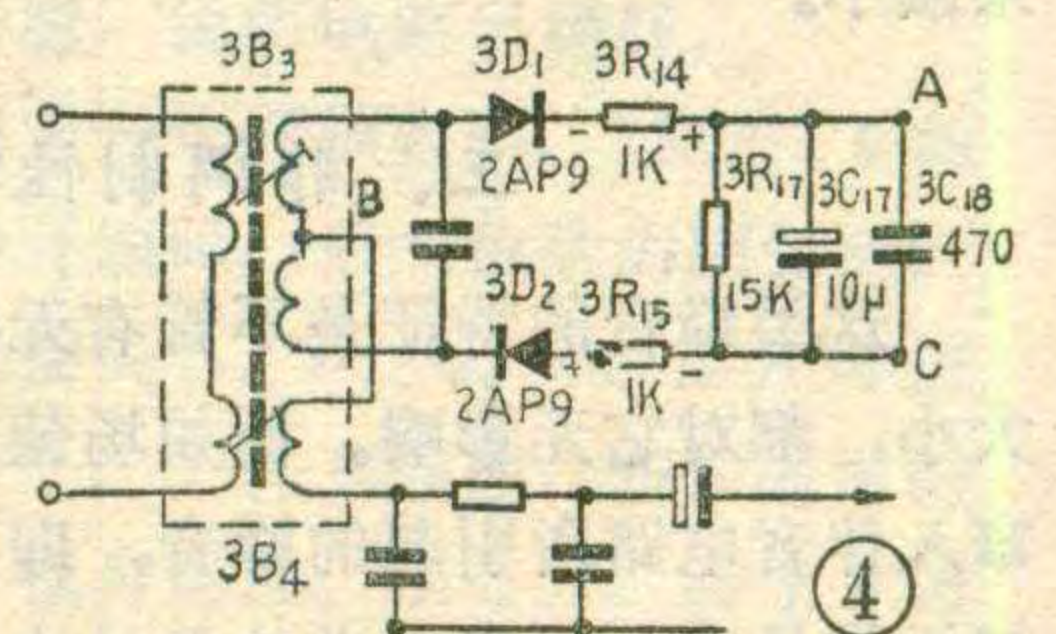 3B₃
3D₁
3R₁₄
A
2AP9
-
1K
+
B
3R₁₇
3C₁₇
3C₁₈
470
15K
10μ
3D₂
3R₁₅
2AP9
+
1K
-
C
3B₄
④